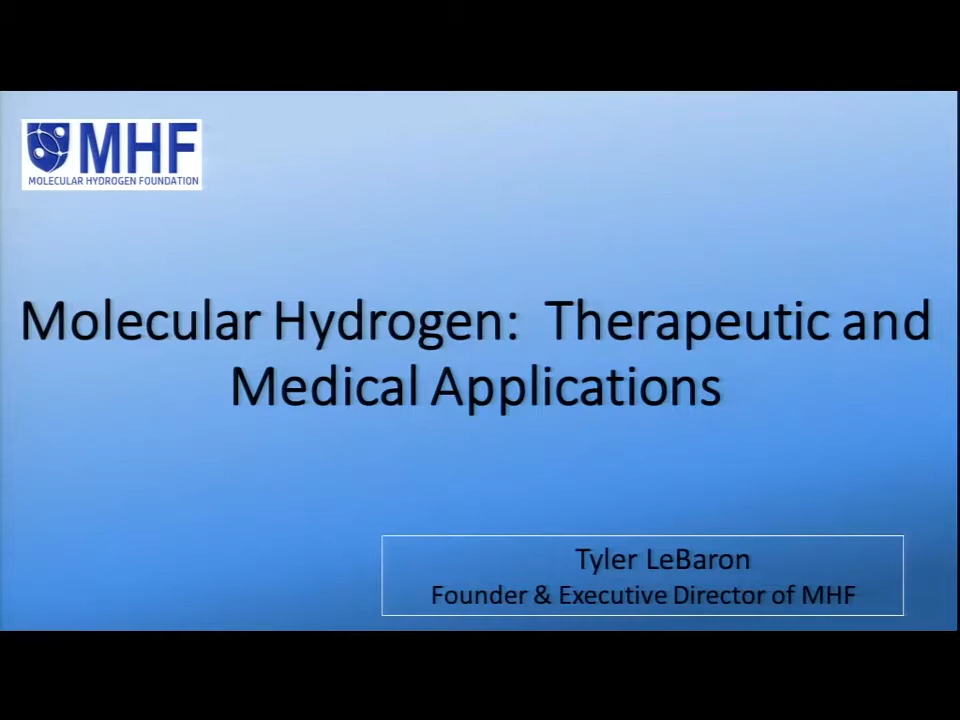 MHF
MOLECULAR HYDROGEN FOUNDATION
Molecular Hydrogen:  Therapeutic and
Medical Applications
Tyler LeBaron
Founder & Executive Director of MHF